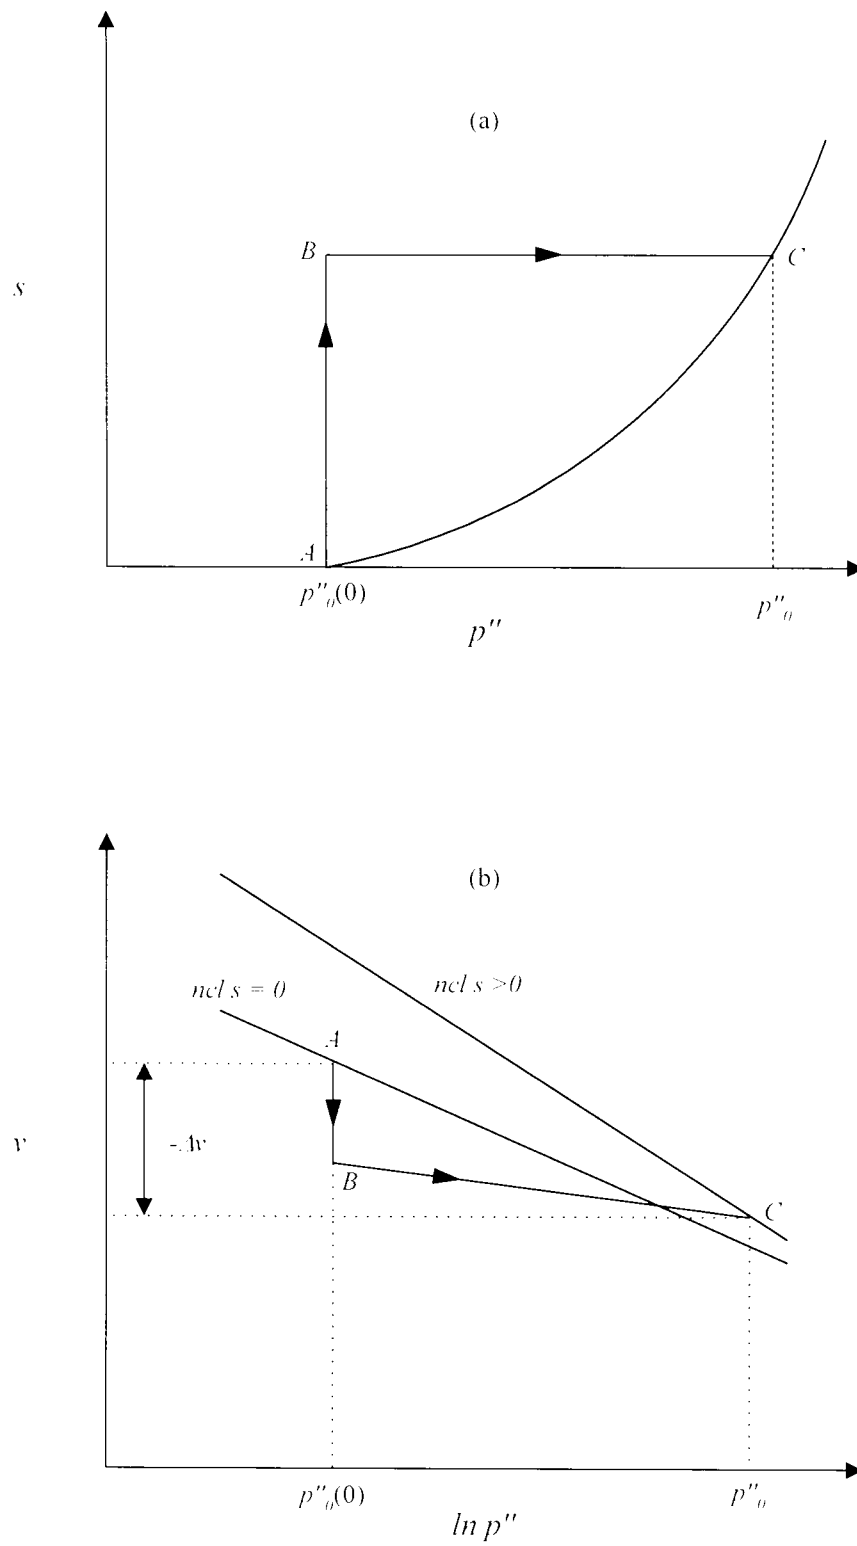 (a)
B
C
s
A
p''₀(0)
p''₀
p''
(b)
ncl s >0
ncl s = 0
A
v
-Δv
B
C
p''₀(0)
p''₀
ln p''